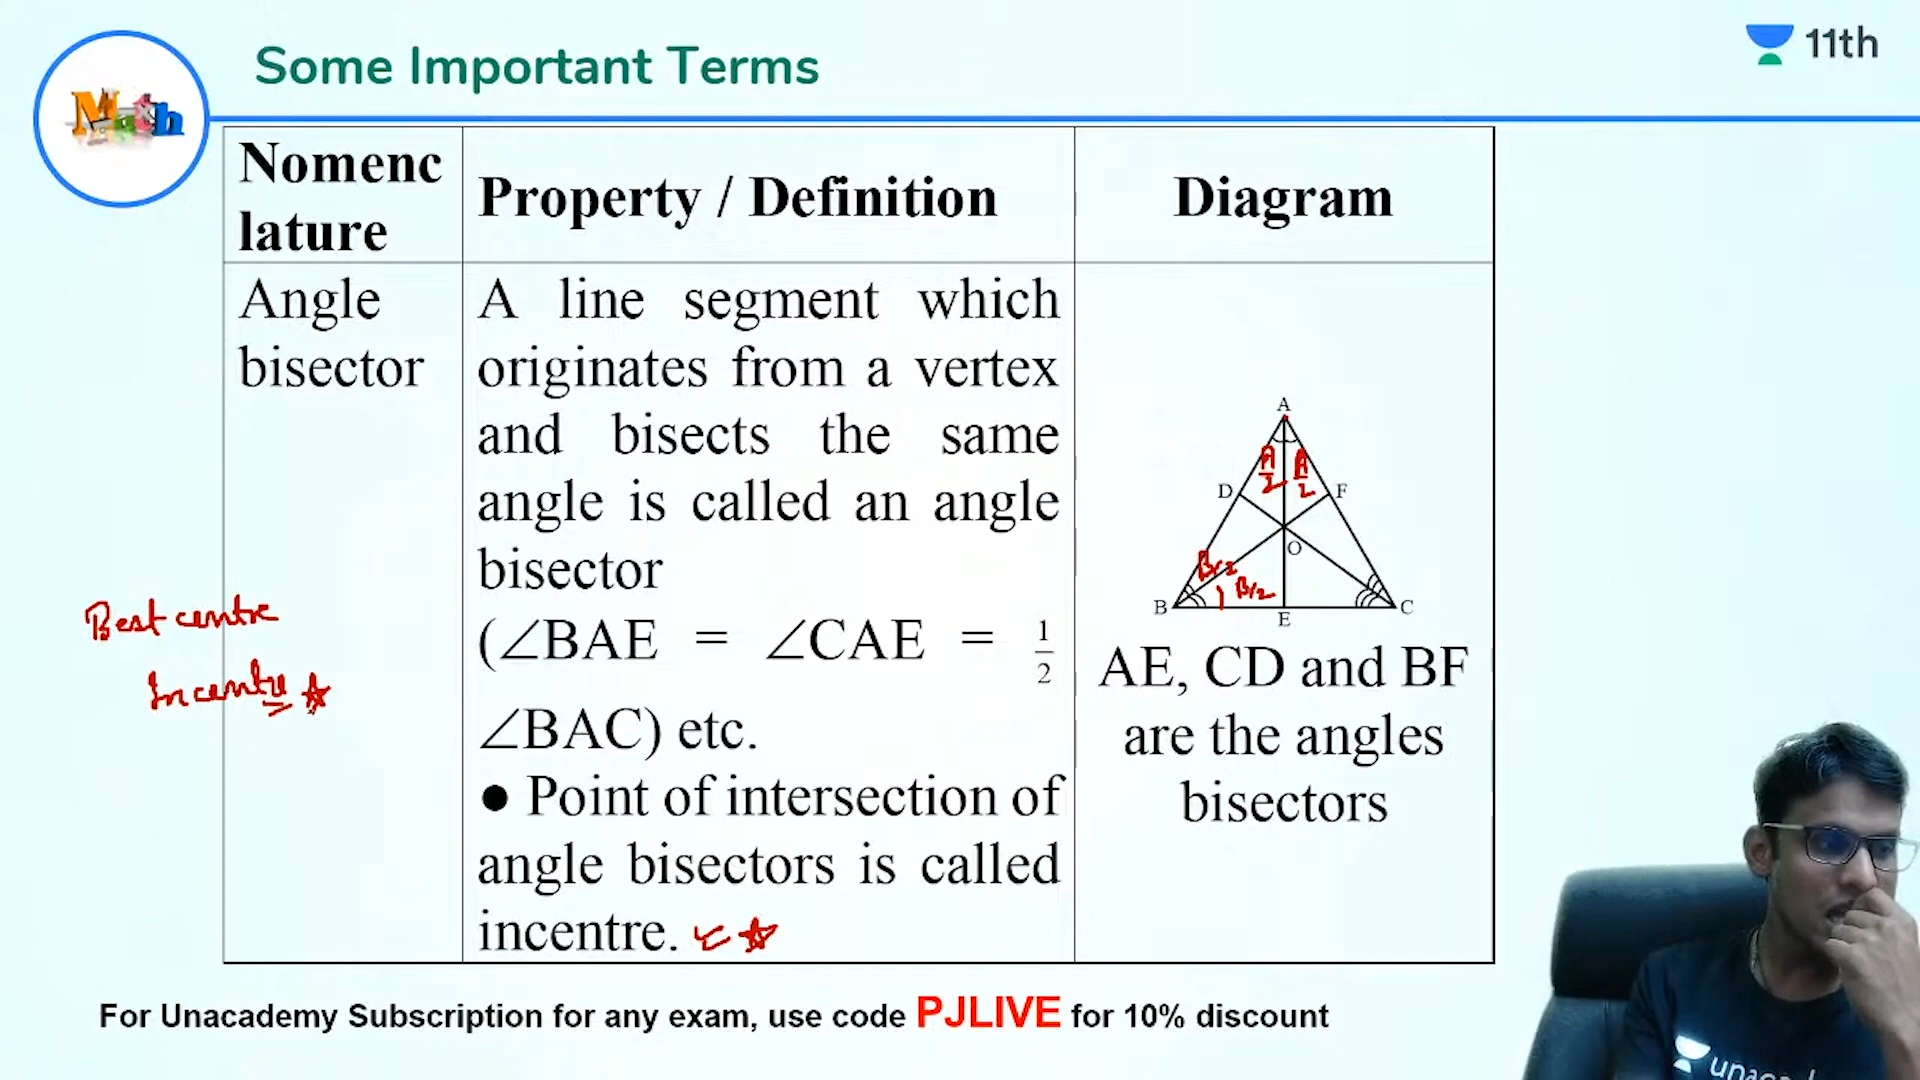 Math
Some Important Terms
11th
Nomenc
lature
Property / Definition
Diagram
Angle
bisector
A line segment which
originates from a vertex
and bisects the same
angle is called an angle
bisector
(∠BAE = ∠CAE = 1/2
∠BAC) etc.
● Point of intersection of
angle bisectors is called
incentre.
A
A/2 A/2
D F
O
B/2
B/2
B E C
AE, CD and BF
are the angles
bisectors
Best centre
Incentre
For Unacademy Subscription for any exam, use code PJLIVE for 10% discount